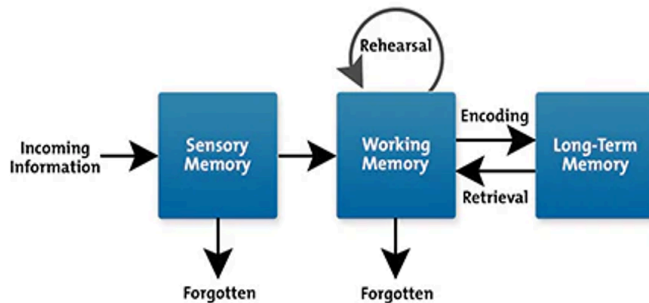 Rehearsal
Incoming
Information
Sensory
Memory
Working
Memory
Encoding
Retrieval
Long-Term
Memory
Forgotten
Forgotten